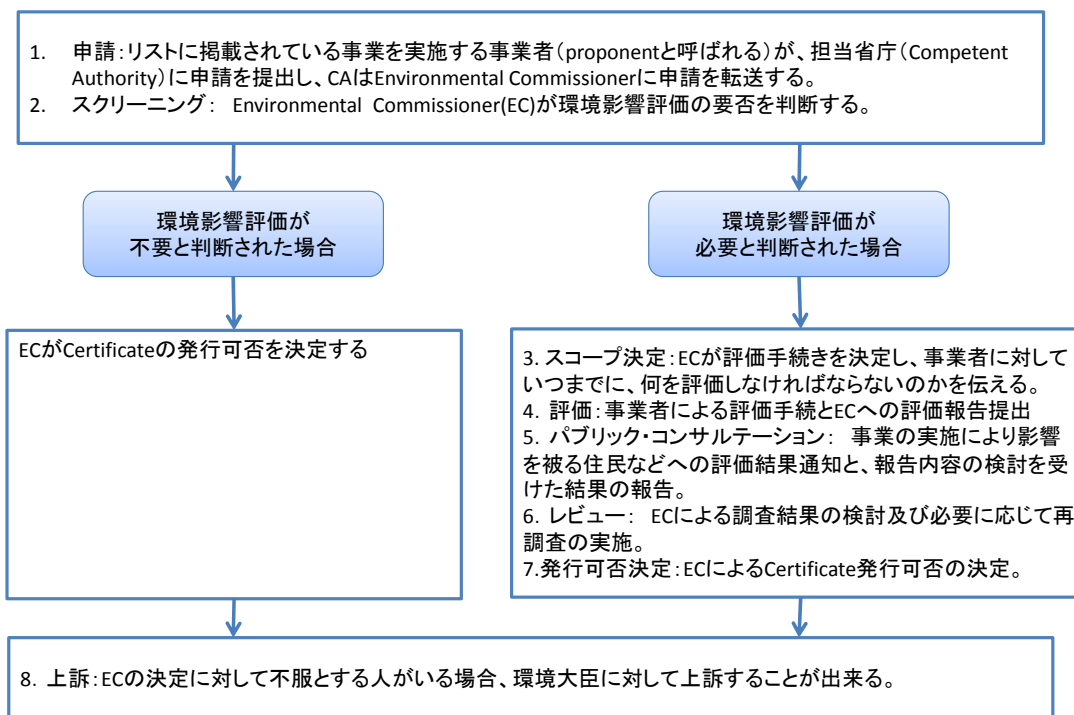 1. 申請:リストに掲載されている事業を実施する事業者(proponentと呼ばれる)が、担当省庁(Competent
Authority)に申請を提出し、CAはEnvironmental Commissionerに申請を転送する。
2. スクリーニング: Environmental Commissioner(EC)が環境影響評価の要否を判断する。
環境影響評価が
不要と判断された場合
環境影響評価が
必要と判断された場合
ECがCertificateの発行可否を決定する
3. スコープ決定:ECが評価手続きを決定し、事業者に対して
いつまでに、何を評価しなければならないのかを伝える。
4. 評価:事業者による評価手続とECへの評価報告提出
5. パブリック・コンサルテーション: 事業の実施により影響
を被る住民などへの評価結果通知と、報告内容の検討を受
けた結果の報告。
6. レビュー: ECによる調査結果の検討及び必要に応じて再
調査の実施。
7.発行可否決定:ECによるCertificate発行可否の決定。
8. 上訴:ECの決定に対して不服とする人がいる場合、環境大臣に対して上訴することが出来る。